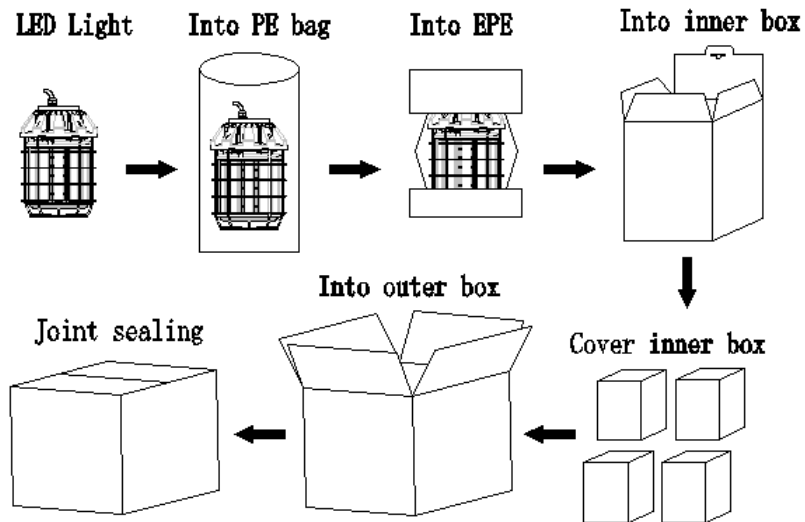 LED Light
Into PE bag
Into EPE
Into inner box
Cover inner box
Into outer box
Joint sealing